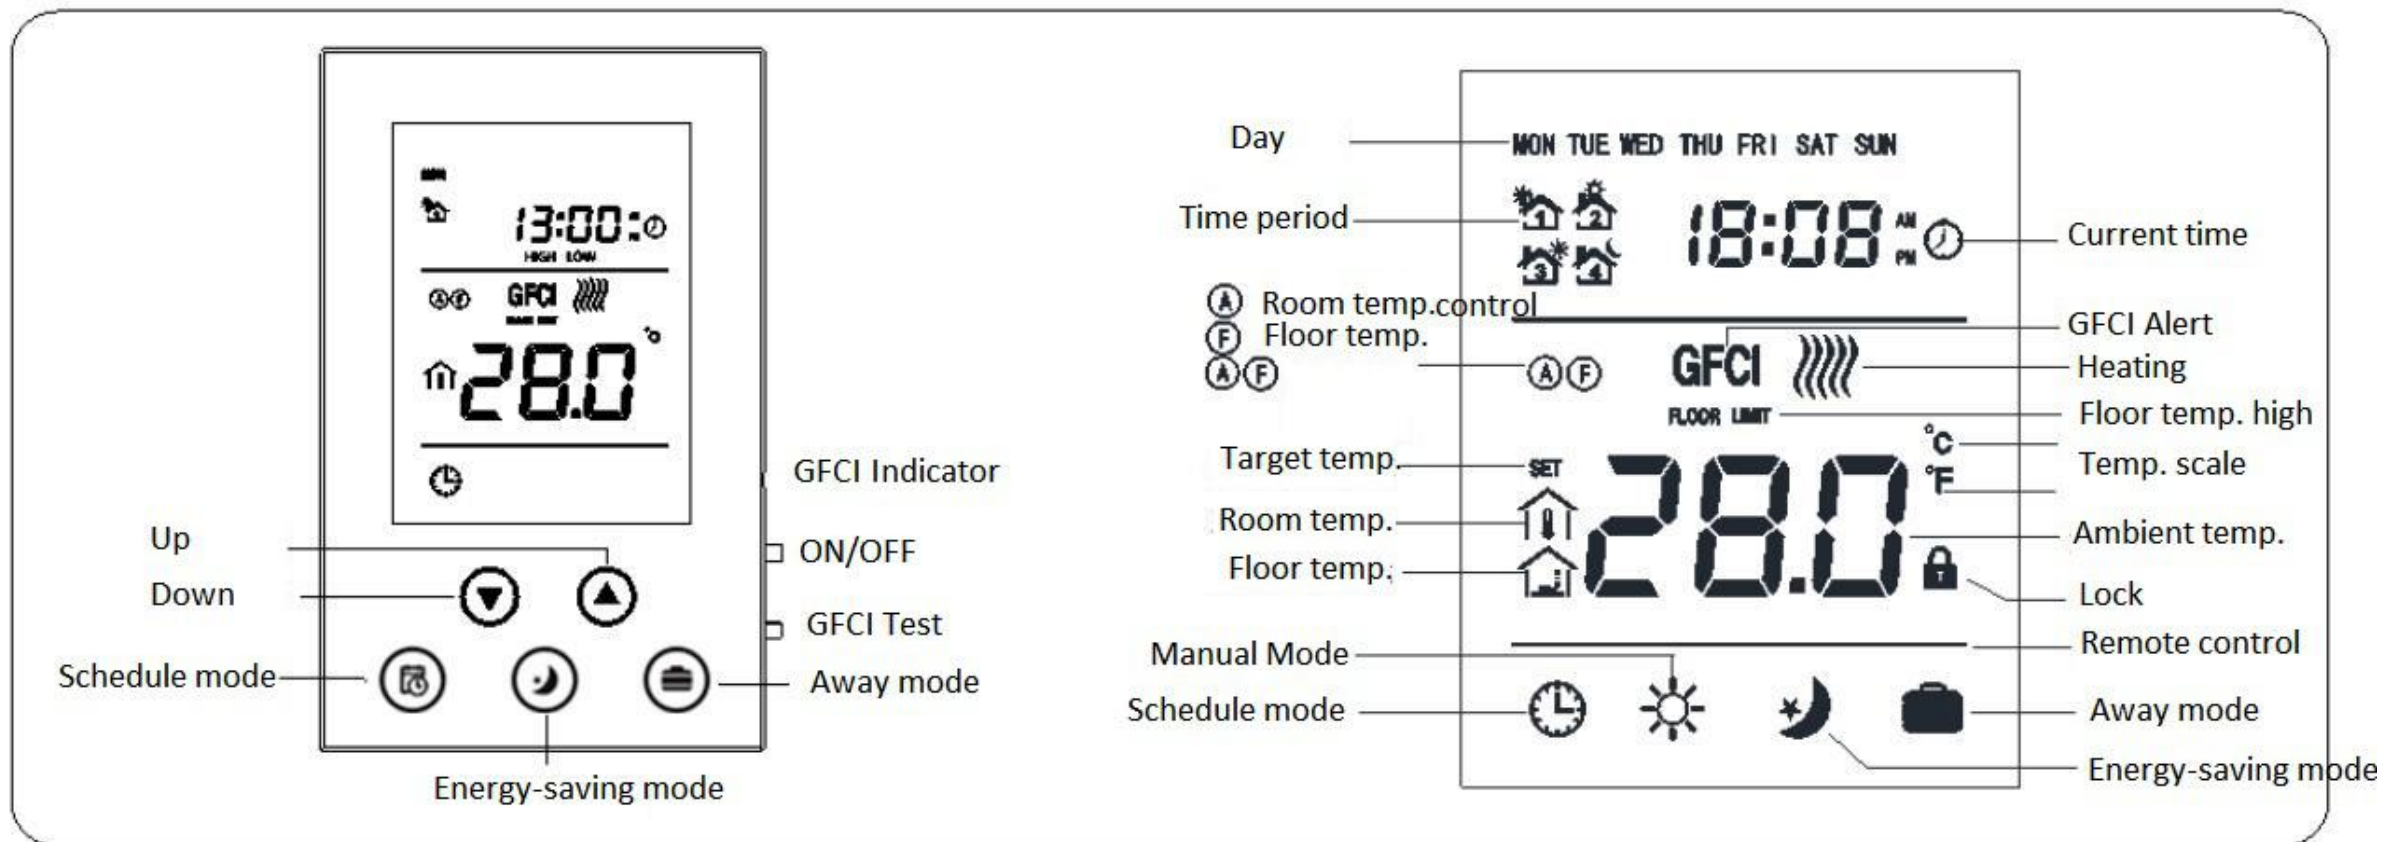 13:00
HIGH LOW
GFCI
28.0
GFCI Indicator
Up
ON/OFF
Down
GFCI Test
Schedule mode
Away mode
Energy-saving mode
Day
MON TUE WED THU FRI SAT SUN
Time period
1 2
18:08 AM
PM
Current time
3 4
A Room temp.control
F Floor temp.
A F
A F
GFCI
GFCI Alert
Heating
FLOOR LIMIT
Floor temp. high
Target temp.
SET
°C
°F
Temp. scale
28.0
Room temp.
Ambient temp.
Floor temp.
Lock
Manual Mode
Remote control
Schedule mode
Away mode
Energy-saving mode